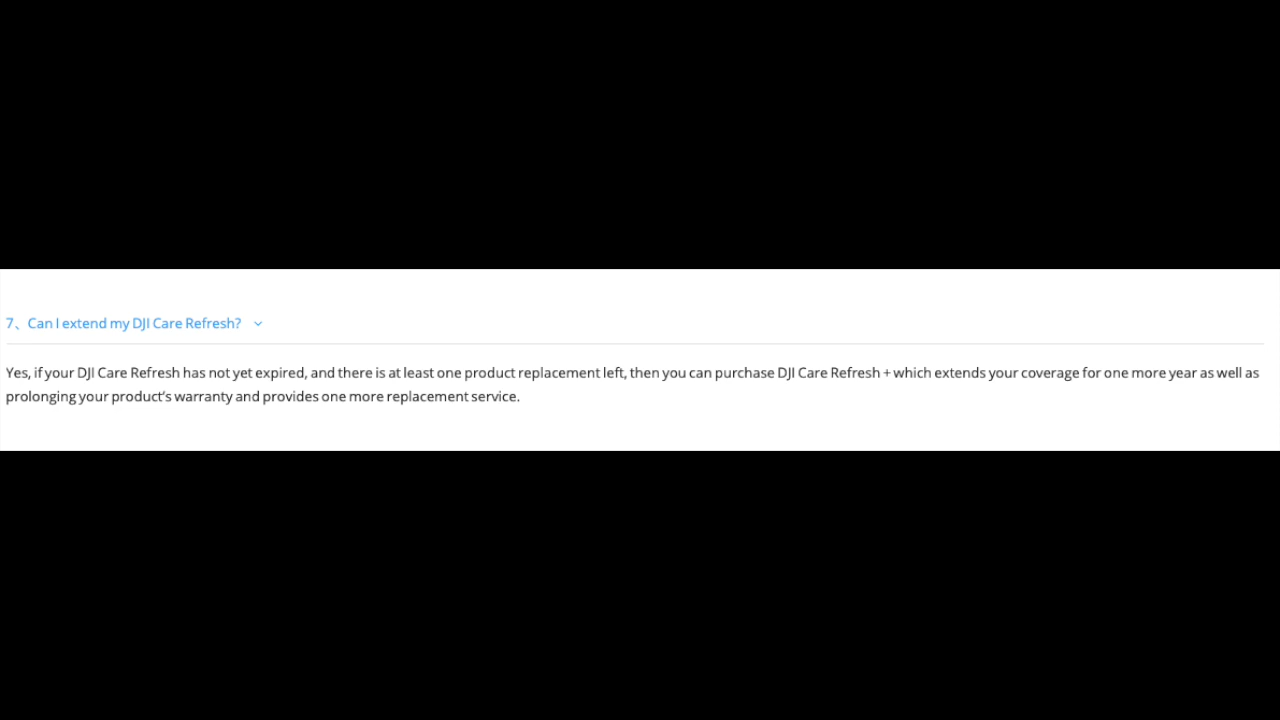 7、Can I extend my DJI Care Refresh?
Yes, if your DJI Care Refresh has not yet expired, and there is at least one product replacement left, then you can purchase DJI Care Refresh + which extends your coverage for one more year as well as
prolonging your product's warranty and provides one more replacement service.